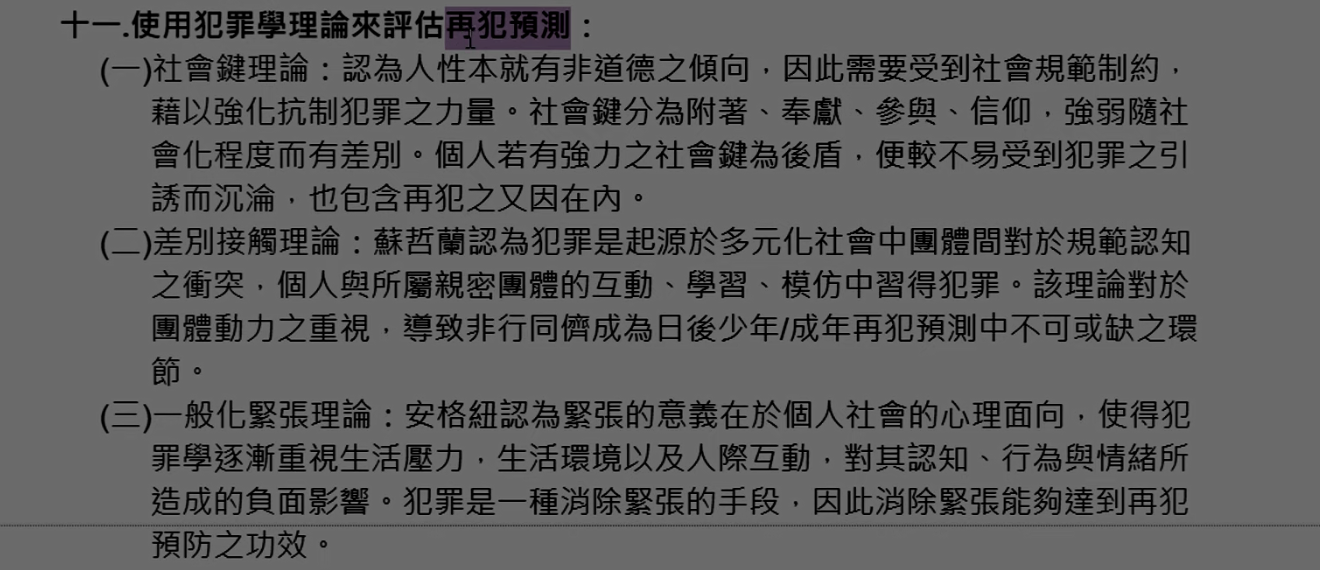 十一.使用犯罪學理論來評估再犯預測：
(一)社會鍵理論：認為人性本就有非道德之傾向，因此需要受到社會規範制約，
藉以強化抗制犯罪之力量。社會鍵分為附著、奉獻、參與、信仰，強弱隨社
會化程度而有差別。個人若有強力之社會鍵為後盾，便較不易受到犯罪之引
誘而沉淪，也包含再犯之又因在內。
(二)差別接觸理論：蘇哲蘭認為犯罪是起源於多元化社會中團體間對於規範認知
之衝突，個人與所屬親密團體的互動、學習、模仿中習得犯罪。該理論對於
團體動力之重視，導致非行同儕成為日後少年/成年再犯預測中不可或缺之環
節。
(三)一般化緊張理論：安格紐認為緊張的意義在於個人社會的心理面向，使得犯
罪學逐漸重視生活壓力，生活環境以及人際互動，對其認知、行為與情緒所
造成的負面影響。犯罪是一種消除緊張的手段，因此消除緊張能夠達到再犯
預防之功效。